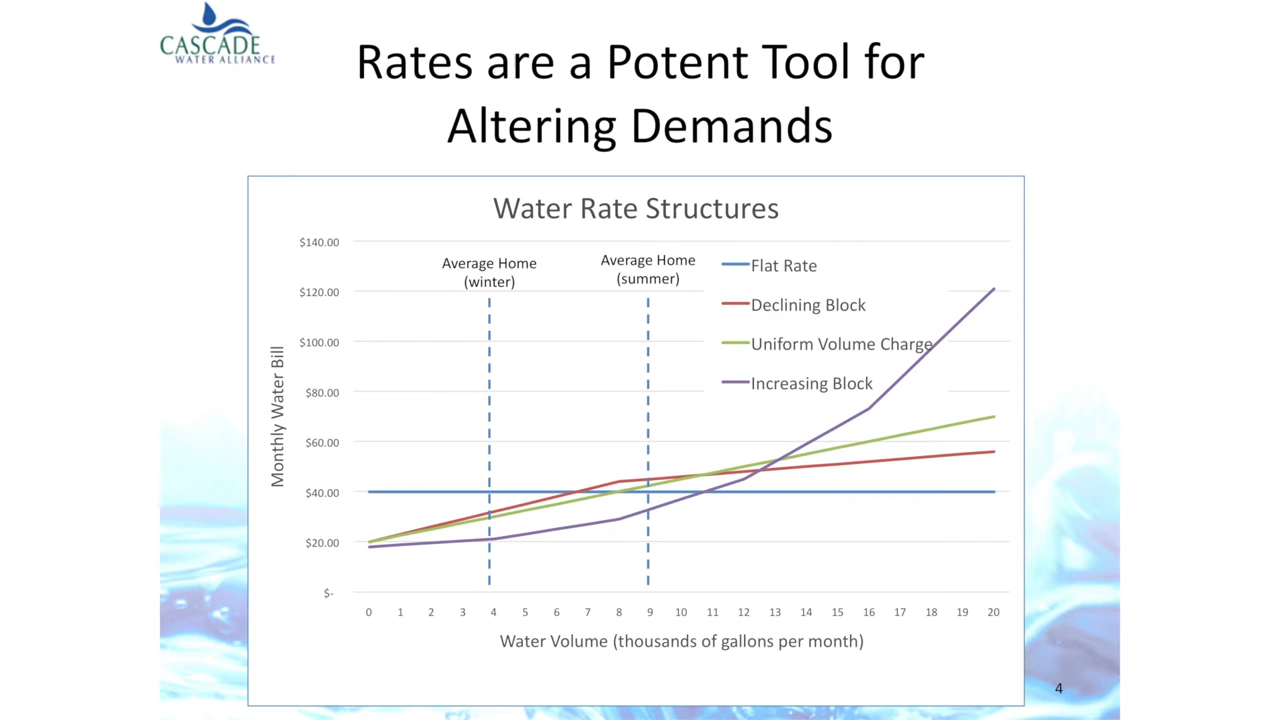 CASCADE
WATER ALLIANCE
Rates are a Potent Tool for
Altering Demands
Water Rate Structures
$140.00
$120.00
$100.00
$80.00
$60.00
$40.00
$20.00
$-
Monthly Water Bill
Average Home
(winter)
Average Home
(summer)
Flat Rate
Declining Block
Uniform Volume Charge
Increasing Block
0 1 2 3 4 5 6 7 8 9 10 11 12 13 14 15 16 17 18 19 20
Water Volume (thousands of gallons per month)
4